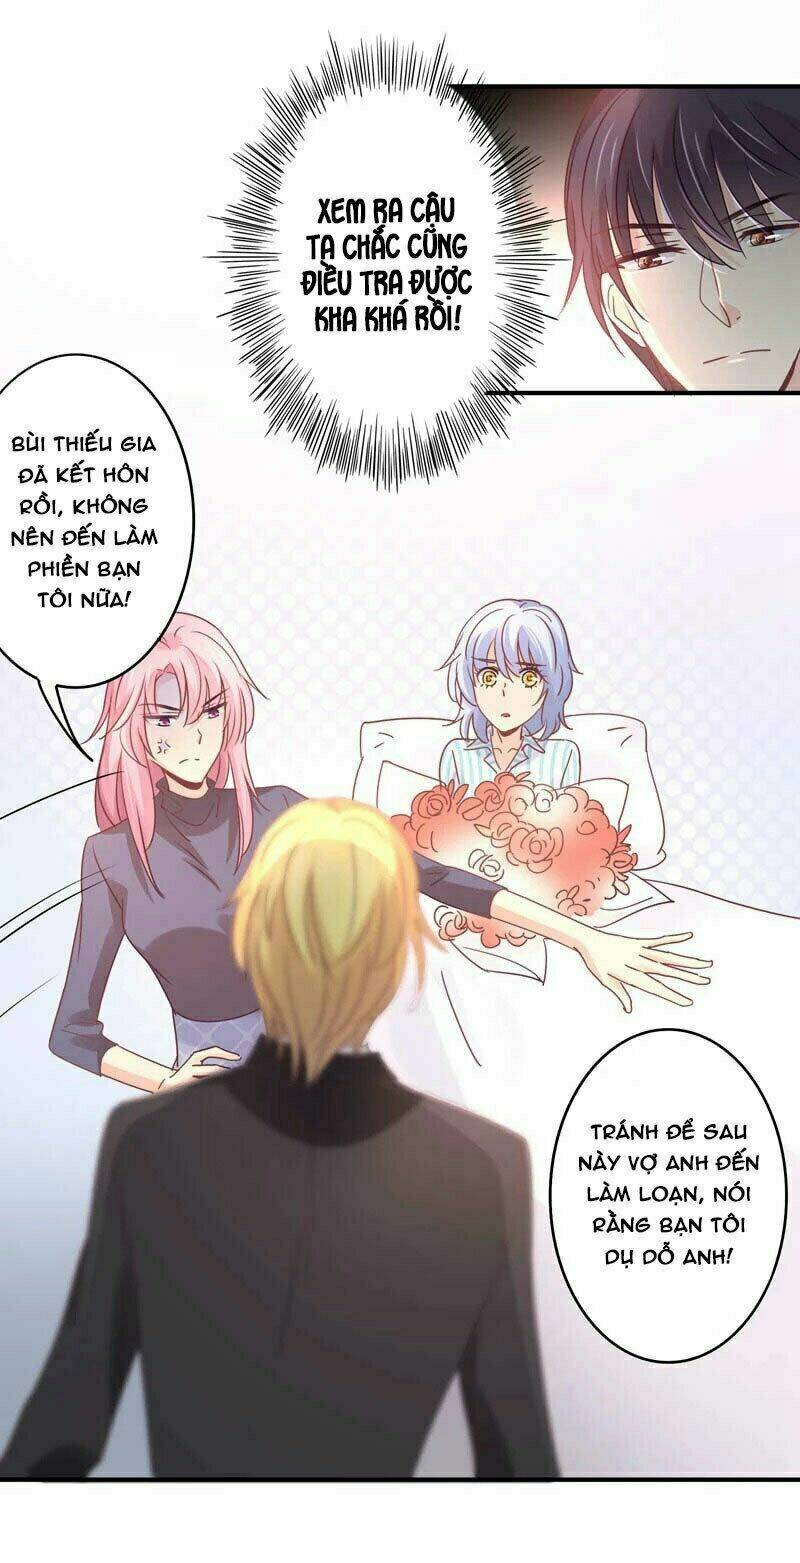 XEM RA CẬU
TA CHẮC CŨNG
ĐIỀU TRA ĐƯỢC
KHA KHÁ RỒI!
BÙI THIẾU GIA
ĐÃ KẾT HÔN
RỒI, KHÔNG
NÊN ĐẾN LÀM
PHIỀN BẠN
TÔI NỮA!
TRÁNH ĐỂ SAU
NÀY VỢ ANH ĐẾN
LÀM LOẠN, NÓI
RẰNG BẠN TÔI
DỤ DỖ ANH!